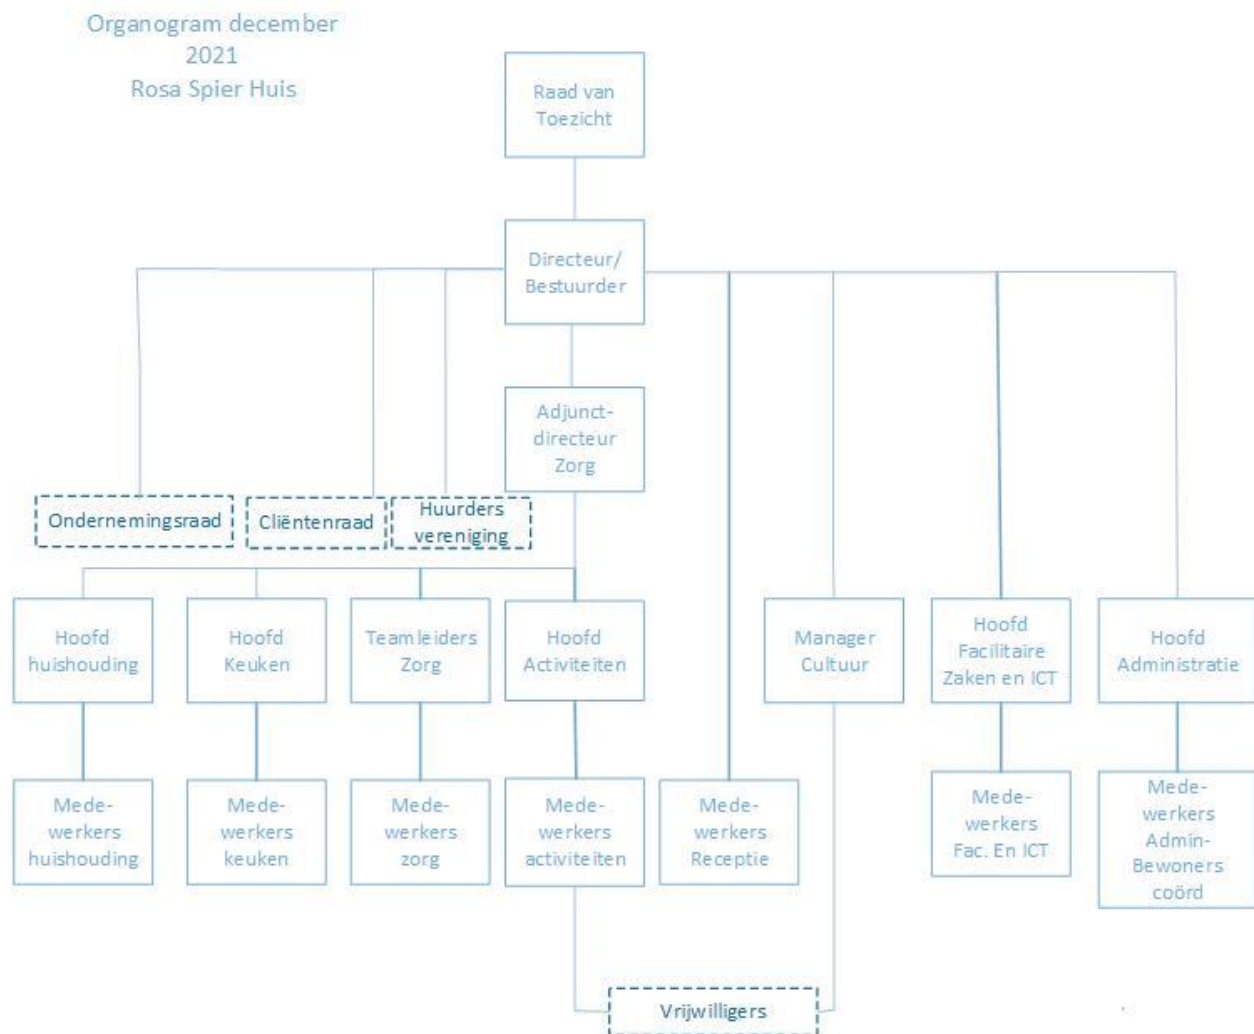 Organogram december
2021
Rosa Spier Huis
Raad van
Toezicht
Directeur/
Bestuurder
Adjunct-
directeur
Zorg
Ondernemingsraad
Cliëntenraad
Huurders
vereniging
Hoofd
huishouding
Hoofd
Keuken
Teamleiders
Zorg
Hoofd
Activiteiten
Manager
Cultuur
Hoofd
Facilitaire
Zaken en ICT
Hoofd
Administratie
Mede-
werkers
huishouding
Mede-
werkers
keuken
Mede-
werkers
zorg
Mede-
werkers
activiteiten
Mede-
werkers
Receptie
Mede-
werkers
Fac. En ICT
Mede-
werkers
Admin-
Bewoners
coörd
Vrijwilligers